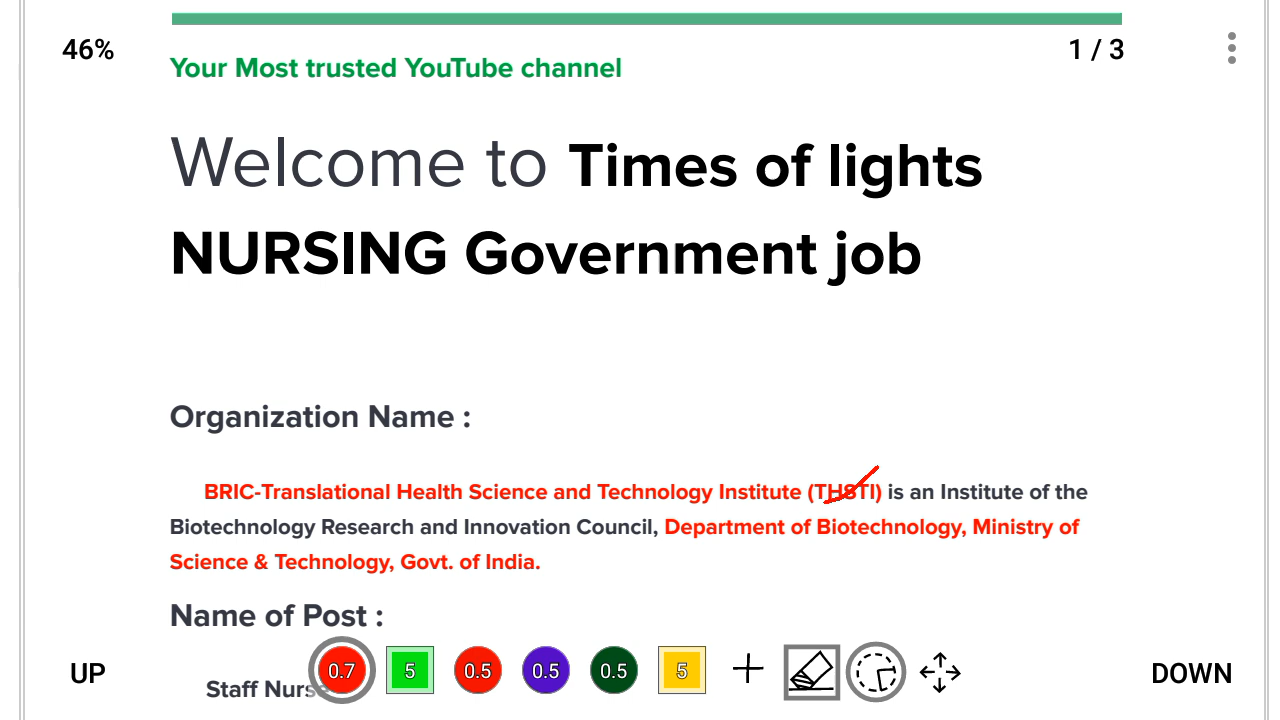 46%
1 / 3
Your Most trusted YouTube channel
Welcome to Times of lights
NURSING Government job
Organization Name :
BRIC-Translational Health Science and Technology Institute (THSTI) is an Institute of the
Biotechnology Research and Innovation Council, Department of Biotechnology, Ministry of
Science & Technology, Govt. of India.
Name of Post :
UP
0.7
5
0.5
0.5
0.5
5
DOWN
Staff Nurse